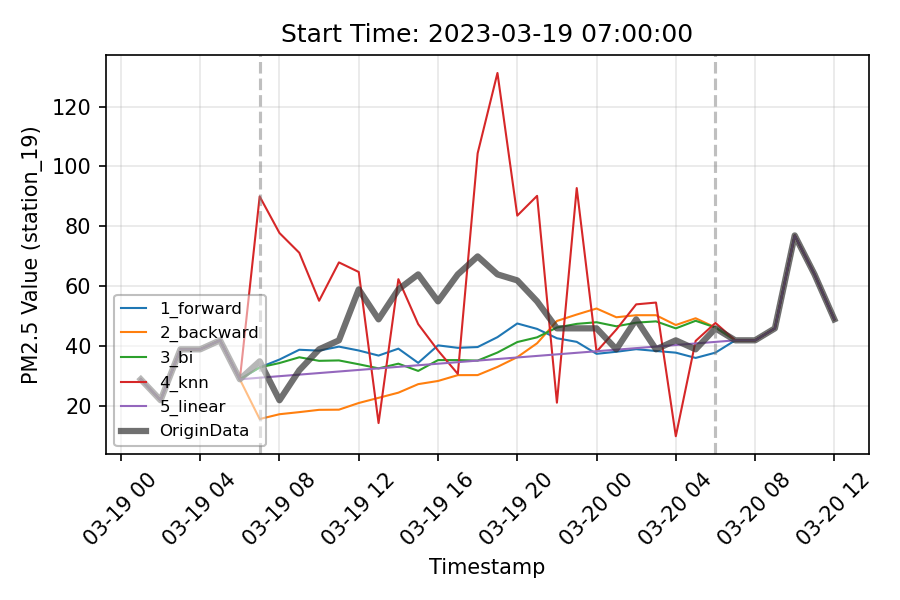 Start Time: 2023-03-19 07:00:00
PM2.5 Value (station_19)
120
100
80
60
40
20
1_forward
2_backward
3_bi
4_knn
5_linear
OriginData
03-19 00
03-19 04
03-19 08
03-19 12
03-19 16
03-19 20
03-20 00
03-20 04
03-20 08
03-20 12
Timestamp